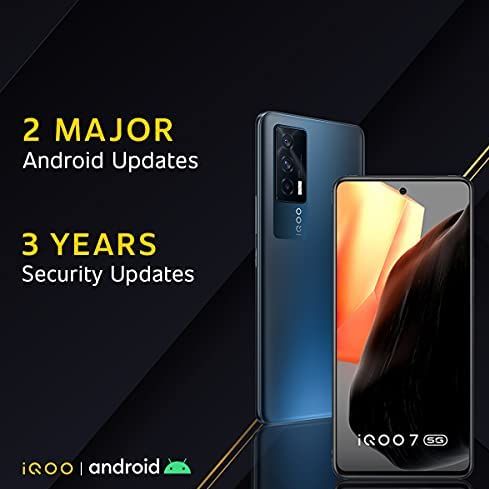 2 MAJOR
Android Updates
3 YEARS
Security Updates
iQOO
iQOO 7 5G
iQOO | android